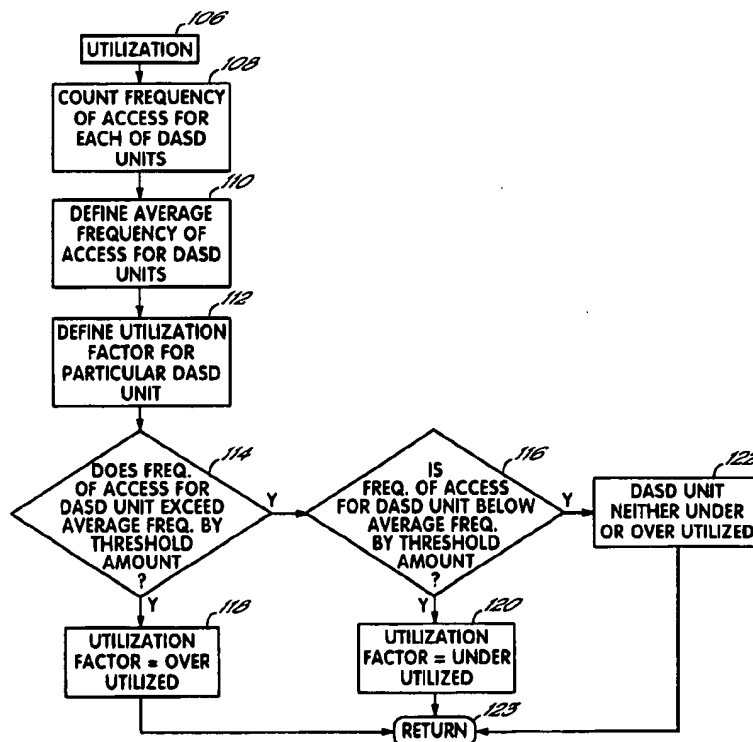 106
UTILIZATION
108
COUNT FREQUENCY
OF ACCESS FOR
EACH OF DASD
UNITS
110
DEFINE AVERAGE
FREQUENCY OF
ACCESS FOR DASD
UNITS
112
DEFINE UTILIZATION
FACTOR FOR
PARTICULAR DASD
UNIT
114
DOES FREQ.
OF ACCESS FOR
DASD UNIT EXCEED
AVERAGE FREQ. BY
THRESHOLD
AMOUNT
?
Y
Y
116
IS
FREQ. OF ACCESS
FOR DASD UNIT BELOW
AVERAGE FREQ.
BY THRESHOLD
AMOUNT
?
Y
Y
122
DASD UNIT
NEITHER UNDER
OR OVER UTILIZED
118
UTILIZATION
FACTOR = OVER
UTILIZED
120
UTILIZATION
FACTOR = UNDER
UTILIZED
RETURN
123